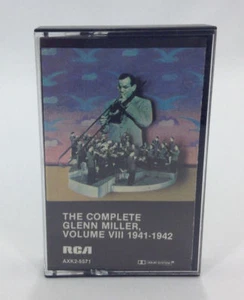 THE COMPLETE
GLENN MILLER,
VOLUME VIII 1941-1942
RCA